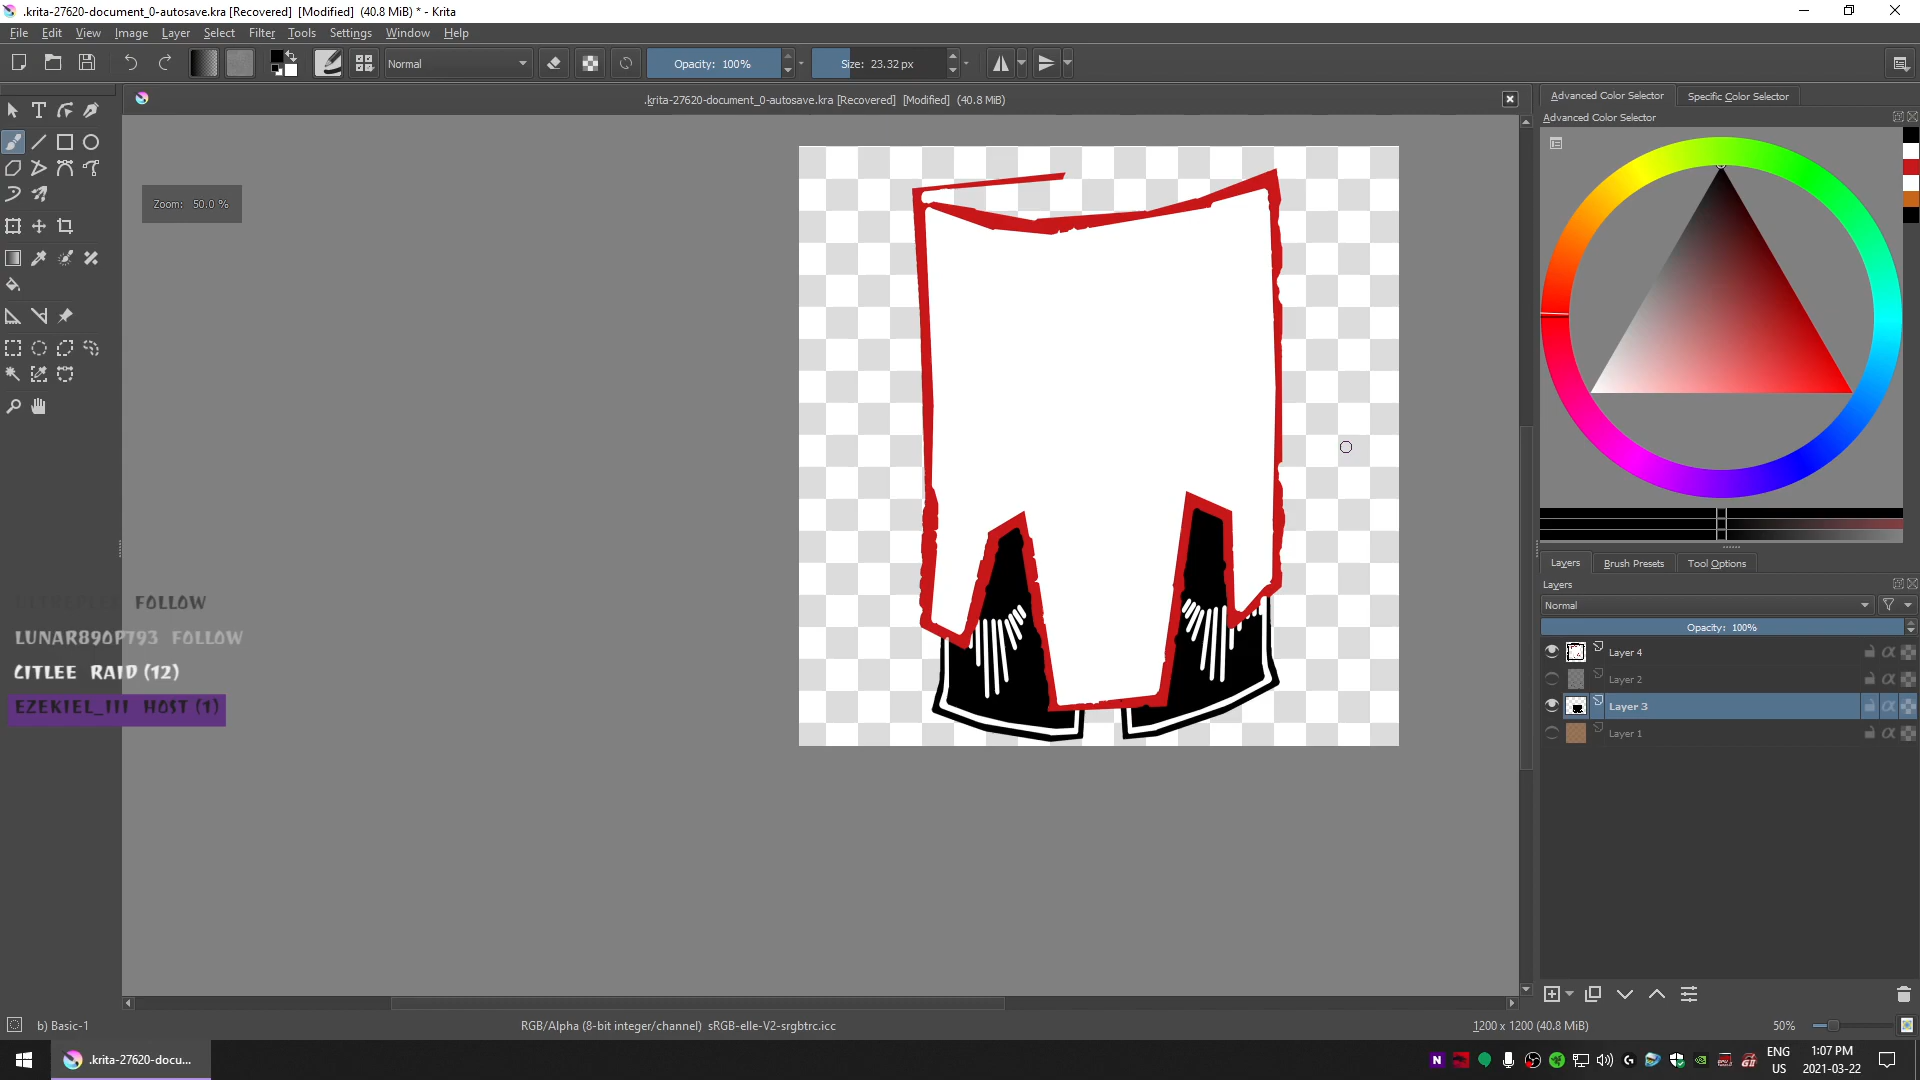 .krita-27620-document_0-autosave.kra [Recovered]  [Modified]  (40.8 MiB) * - Krita
File Edit View Image Layer Select Filter Tools Settings Window Help
Normal Opacity: 100% Size: 23.32 px
.krita-27620-document_0-autosave.kra [Recovered]  [Modified]  (40.8 MiB)
Advanced Color Selector Specific Color Selector
Advanced Color Selector
Zoom: 50.0 %
Layers Brush Presets Tool Options
Layers
Normal
Opacity: 100%
Layer 4
Layer 2
Layer 3
Layer 1
FOLLOW
LUNAR890P793 FOLLOW
CITLEE RAID (12)
EZEKIEL_III HOST (1)
b) Basic-1 RGB/Alpha (8-bit integer/channel) sRGB-elle-V2-srgbtrc.icc 1200 x 1200 (40.8 MiB) 50%
.krita-27620-docu... ENG 1:07 PM
US 2021-03-22